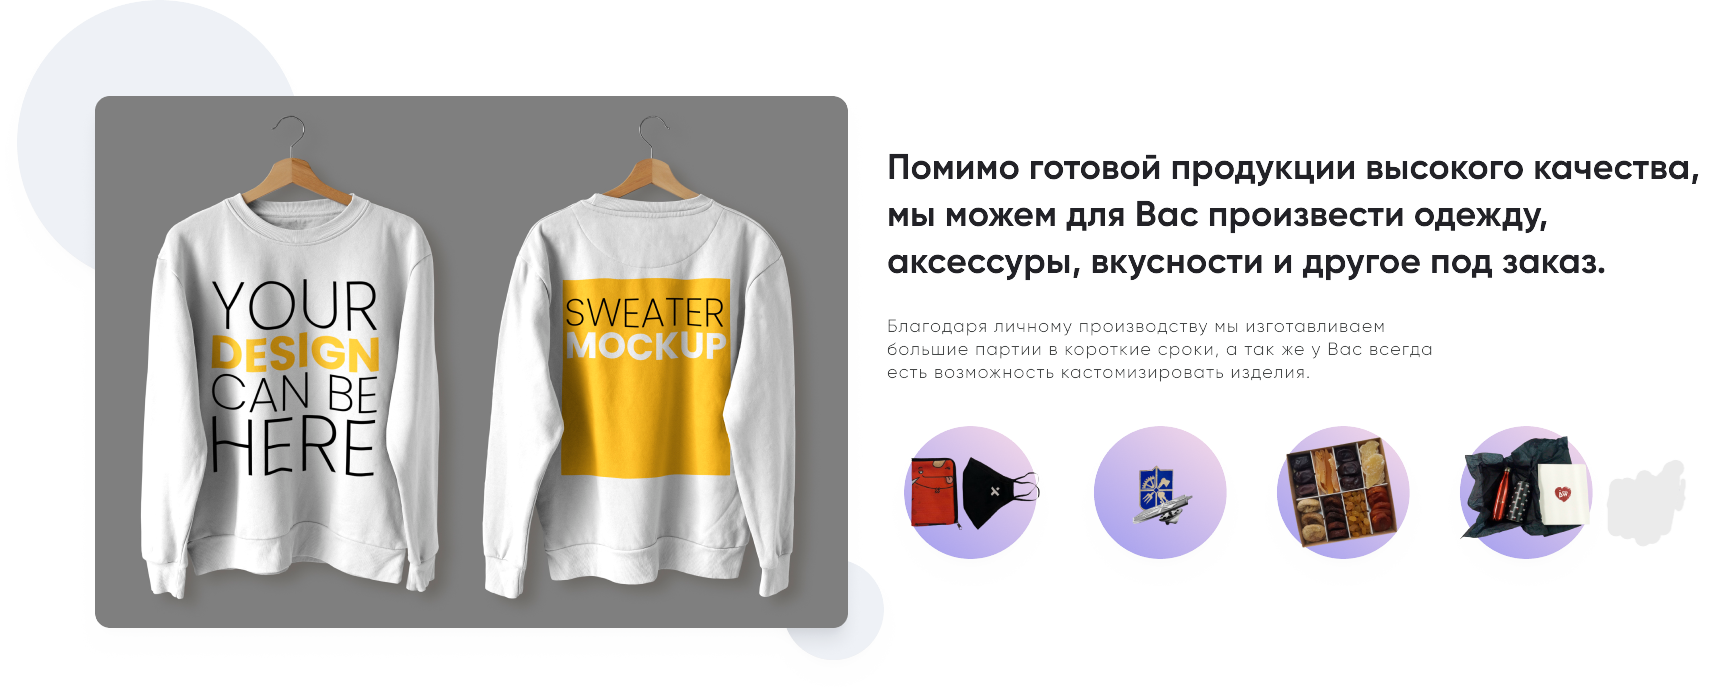 YOUR
DESIGN
CAN BE
HERE
SWEATER
MOCKUP
Помимо готовой продукции высокого качества,
мы можем для Вас произвести одежду,
аксессуры, вкусности и другое под заказ.
Благодаря личному производству мы изготавливаем
большие партии в короткие сроки, а так же у Вас всегда
есть возможность кастомизировать изделия.